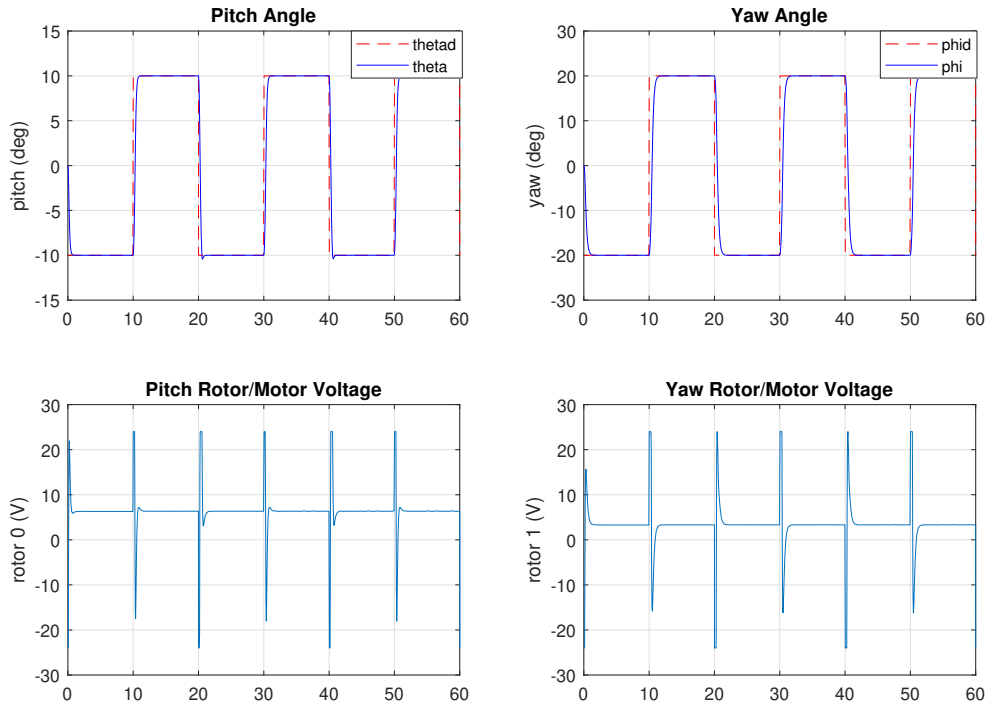 Pitch Angle
15
10
5
0
-5
-10
-15
pitch (deg)
thetad
theta
0 10 20 30 40 50 60
Yaw Angle
30
20
10
0
-10
-20
-30
yaw (deg)
phid
phi
0 10 20 30 40 50 60
Pitch Rotor/Motor Voltage
30
20
10
0
-10
-20
-30
rotor 0 (V)
0 10 20 30 40 50 60
Yaw Rotor/Motor Voltage
30
20
10
0
-10
-20
-30
rotor 1 (V)
0 10 20 30 40 50 60